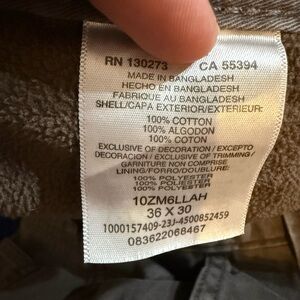 RN 130273 CA 55394
MADE IN BANGLADESH
HECHO EN BANGLADESH
FABRIQUE AU BANGLADESH
SHELL/CAPA EXTERIOR/EXTERIEUR:
100% COTTON
100% ALGODON
100% COTON
EXCLUSIVE OF DECORATION / EXCEPTO
DECORACION / EXCLUSIVE OF TRIMMING/
GARNITURE NON COMPRISE
LINING/FORRO/DOUBLURE:
100% POLYESTER
100% POLIESTER
100% POLYESTER
10ZM6LLAH
36 X 30
1000157409-23J-4500852459
083622068467